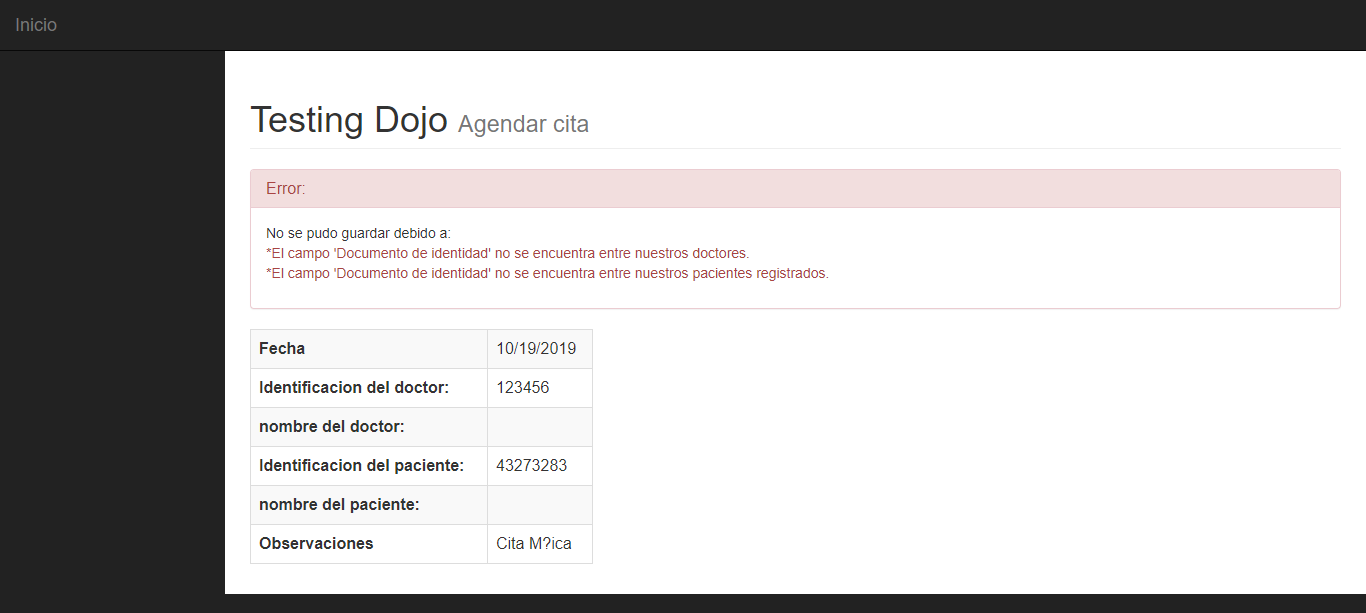 Inicio
Testing Dojo Agendar cita
Error:
No se pudo guardar debido a:
*El campo 'Documento de identidad' no se encuentra entre nuestros doctores.
*El campo 'Documento de identidad' no se encuentra entre nuestros pacientes registrados.
Fecha 10/19/2019
Identificacion del doctor: 123456
nombre del doctor:
Identificacion del paciente: 43273283
nombre del paciente:
Observaciones Cita M?ica